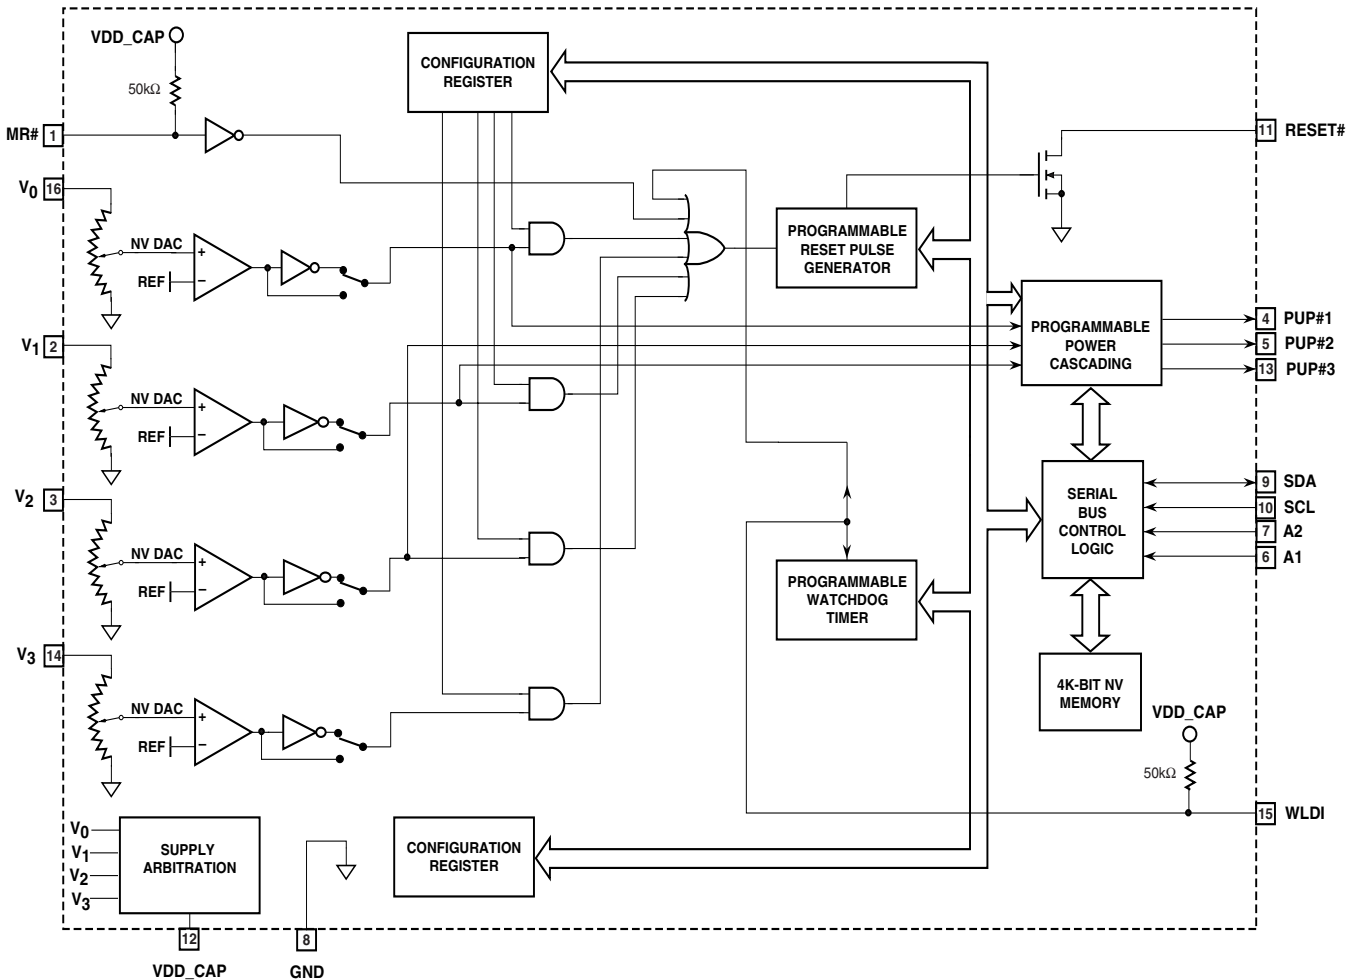 VDD_CAP
50kΩ
MR# 1
CONFIGURATION
REGISTER
11 RESET#
V0 16
NV DAC
+
REF
−
PROGRAMMABLE
RESET PULSE
GENERATOR
PROGRAMMABLE
POWER
CASCADING
4 PUP#1
5 PUP#2
13 PUP#3
V1 2
NV DAC
+
REF
−
SERIAL
BUS
CONTROL
LOGIC
9 SDA
10 SCL
7 A2
6 A1
V2 3
NV DAC
+
REF
−
PROGRAMMABLE
WATCHDOG
TIMER
V3 14
NV DAC
+
REF
−
4K-BIT NV
MEMORY
VDD_CAP
50kΩ
15 WLDI
V0
V1
V2
V3
SUPPLY
ARBITRATION
CONFIGURATION
REGISTER
12
VDD_CAP
8
GND